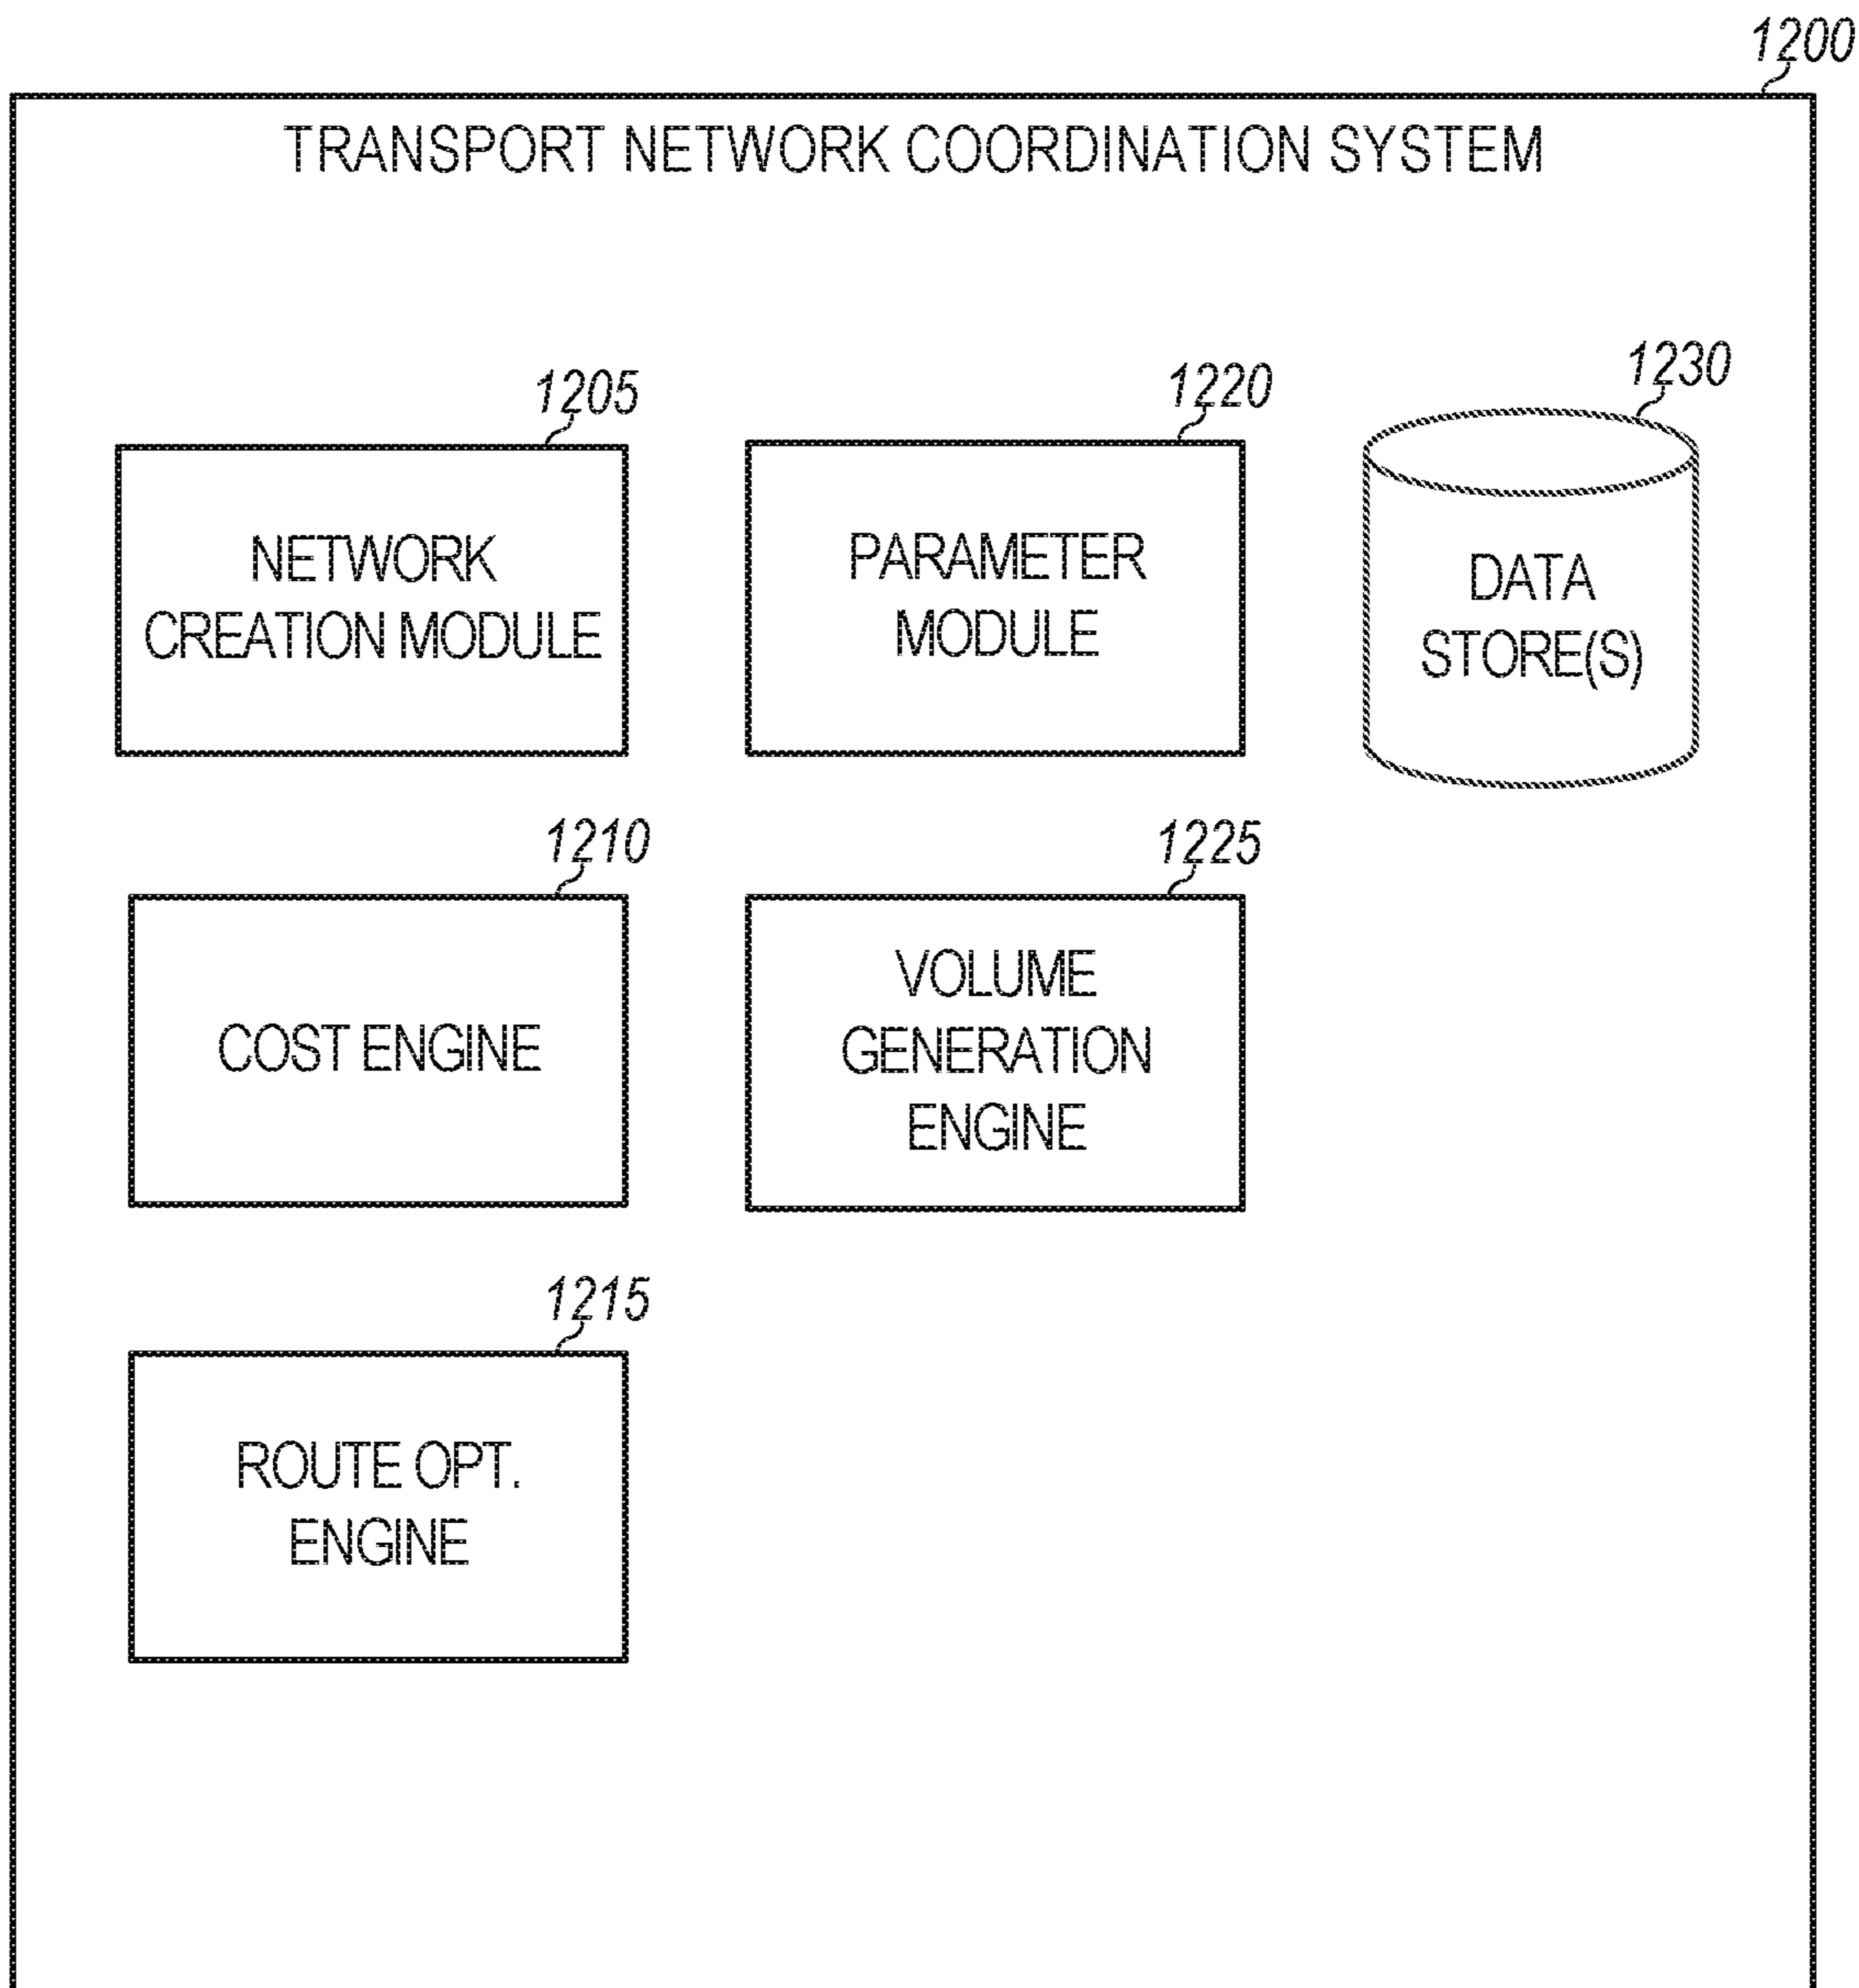 1200
TRANSPORT NETWORK COORDINATION SYSTEM
1205
NETWORK
CREATION MODULE
1220
PARAMETER
MODULE
1230
DATA
STORE(S)
1210
COST ENGINE
1225
VOLUME
GENERATION
ENGINE
1215
ROUTE OPT.
ENGINE